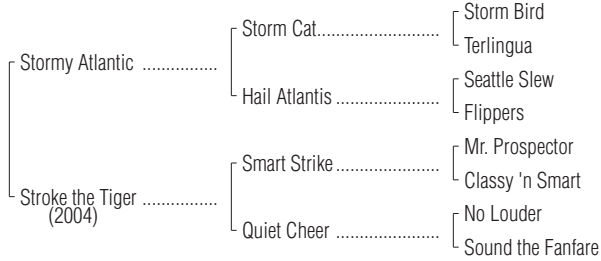 Storm Bird
Storm Cat..............................
Terlingua
Stormy Atlantic ................
Seattle Slew
Hail Atlantis ......................
Flippers
Mr. Prospector
Smart Strike ......................
Classy 'n Smart
Stroke the Tiger ................
(2004)
No Louder
Quiet Cheer ......................
Sound the Fanfare